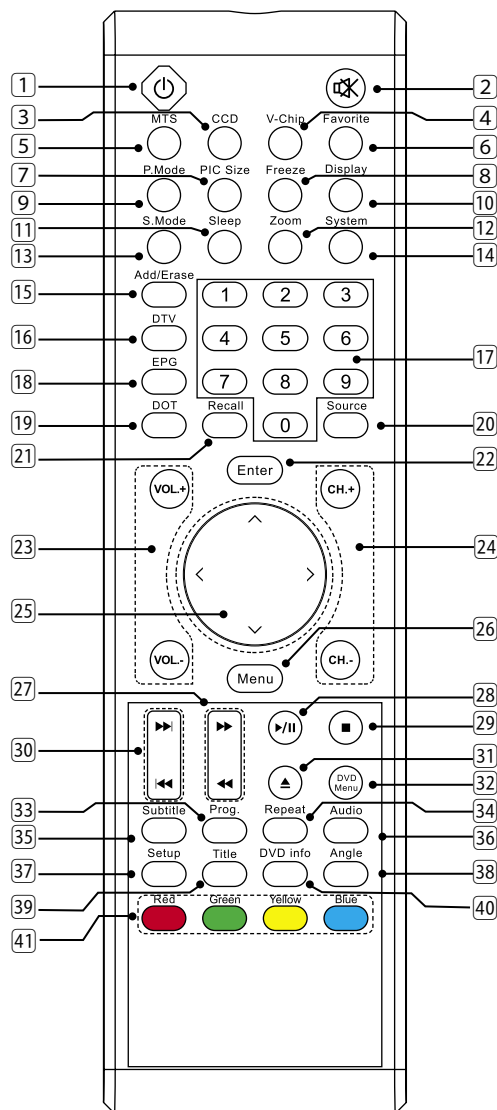 1 2
3 4
MTS CCD V-Chip Favorite
5 6
7 8
P.Mode PIC Size Freeze Display
9 10
11 12
S.Mode Sleep Zoom System
13 14
Add/Erase
15 1 2 3
DTV
16 4 5 6
17
EPG
18 7 8 9
DOT Recall Source
19 0 20
21
Enter 22
VOL.+ CH.+
23 24
25
26
VOL.- CH.-
Menu
27 28
29
30
31
DVD
Menu 32
33 34
Subtitle Prog. Repeat Audio
35 36
Setup Title DVD info Angle
37 38
39 40
Red Green Yellow Blue
41